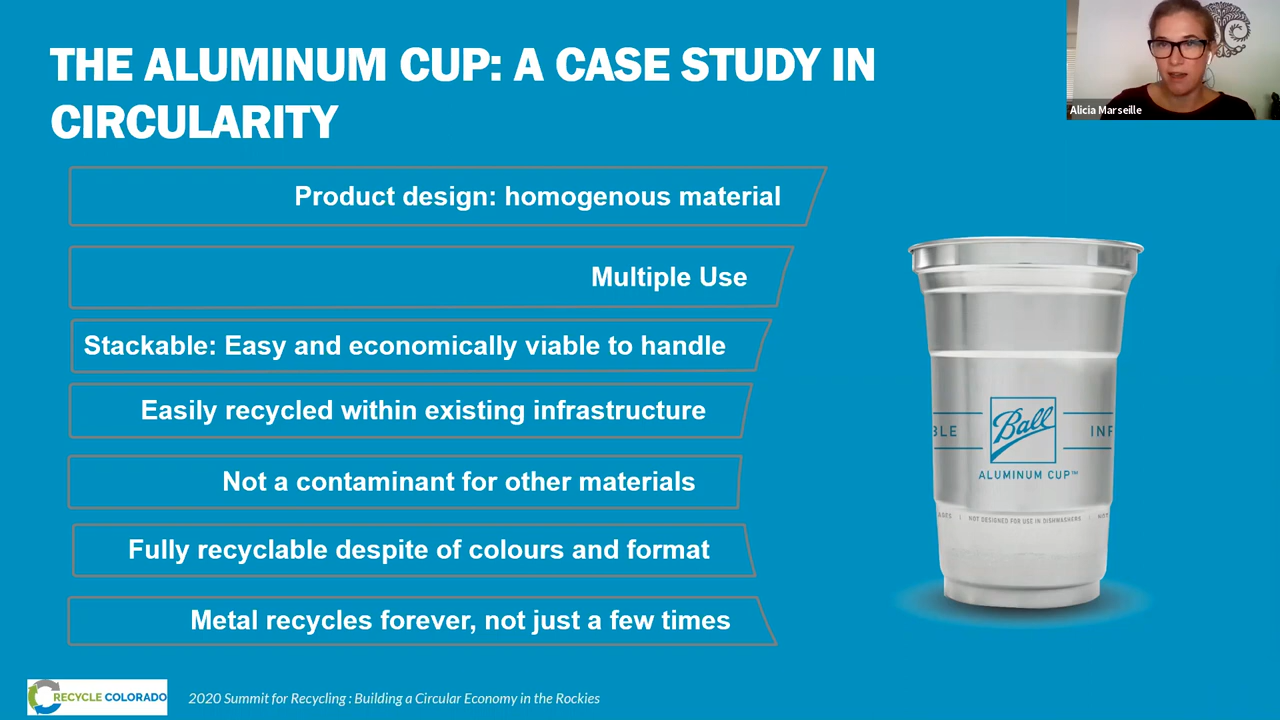 THE ALUMINUM CUP: A CASE STUDY IN
CIRCULARITY
Alicia Marseille
Product design: homogenous material
Multiple Use
Stackable: Easy and economically viable to handle
Easily recycled within existing infrastructure
Not a contaminant for other materials
Fully recyclable despite of colours and format
Metal recycles forever, not just a few times
BLE
Ball
INF
ALUMINUM CUP™
NOT DESIGNED FOR USE IN DISHWASHERS
NOT
RECYCLE COLORADO
2020 Summit for Recycling : Building a Circular Economy in the Rockies